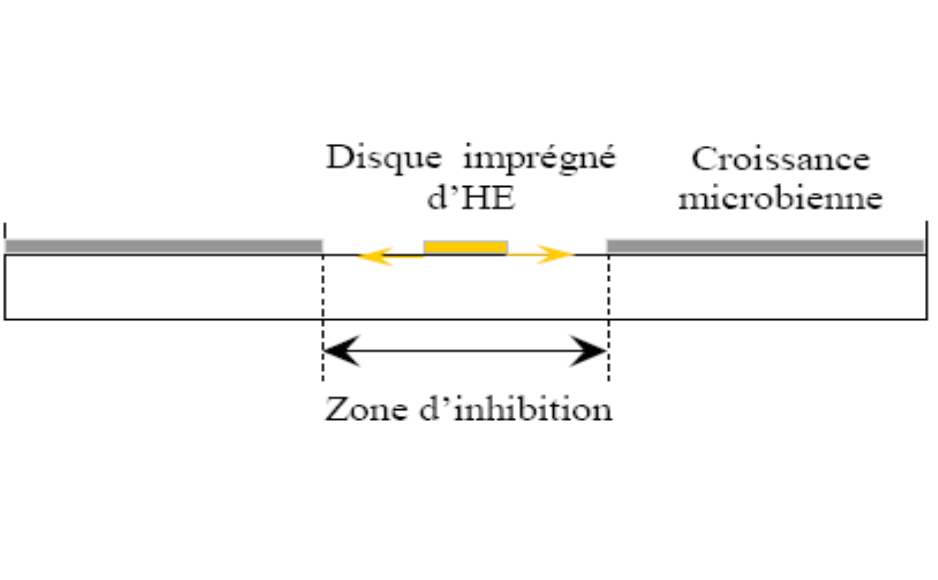 Disque imprégné
d’HE
Croissance
microbienne
Zone d’inhibition